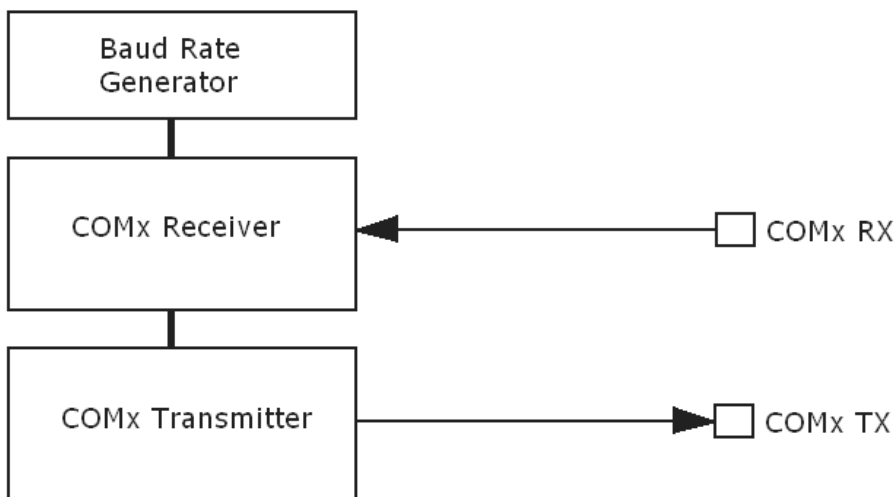 Baud Rate
Generator
COMx Receiver
COMx RX
COMx Transmitter
COMx TX